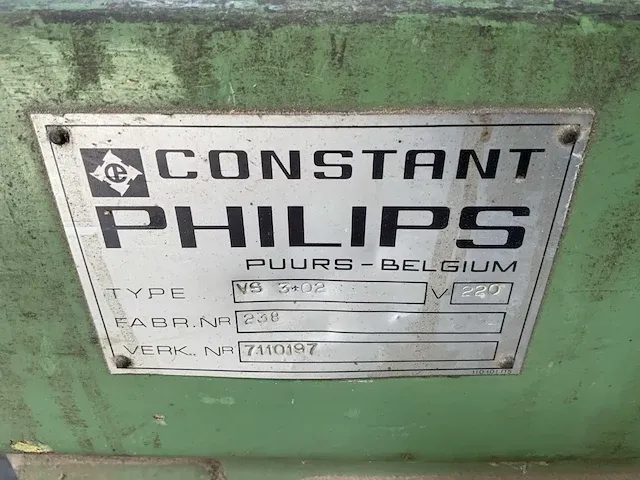 CONSTANT
PHILIPS
PUURS-BELGIUM
TYPE VS 3*02 V 220
FABR.NR 238
VERK. NR 7110197